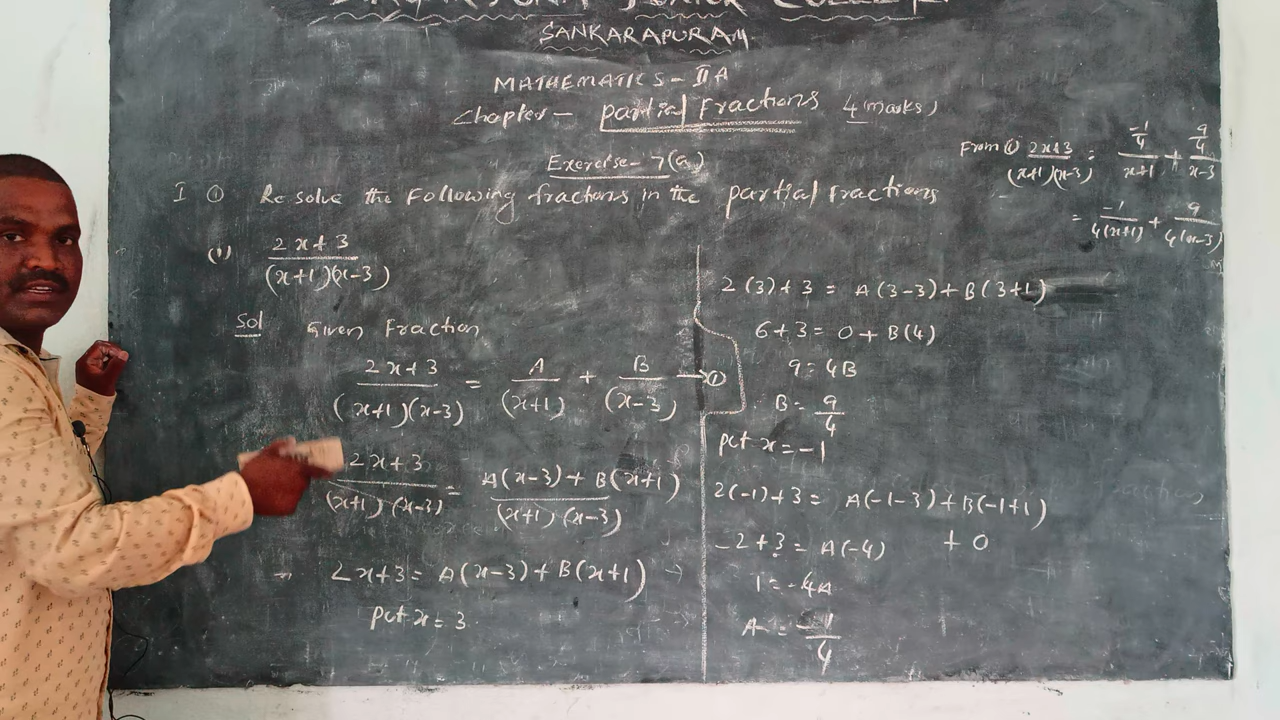 JUNIOR COLLEGE
SANKARAPURAM
MATHEMATICS - IIA
Chapter - Partial Fractions 4 (marks)
Exercise - 7(a)
I ① Resolve the Following fractions in the partial fractions
(i) 2x+3 / (x+1)(x-3)
Sol Given Fraction
2x+3 / (x+1)(x-3) = A / (x+1) + B / (x-3) → ①
2x+3 / (x+1)(x-3) = A(x-3)+B(x+1) / (x+1)(x-3)
⇒ 2x+3 = A(x-3)+B(x+1) →
put x = 3
2(3)+3 = A(3-3)+B(3+1)
6+3 = 0+B(4)
9 = 4B
B = 9/4
put x = -1
2(-1)+3 = A(-1-3)+B(-1+1)
-2+3 = A(-4) + 0
1 = -4A
A = -1/4
From ① 2x+3 / (x+1)(x-3) = -1/4 / x+1 + 9/4 / x-3
= -1 / 4(x+1) + 9 / 4(x-3)